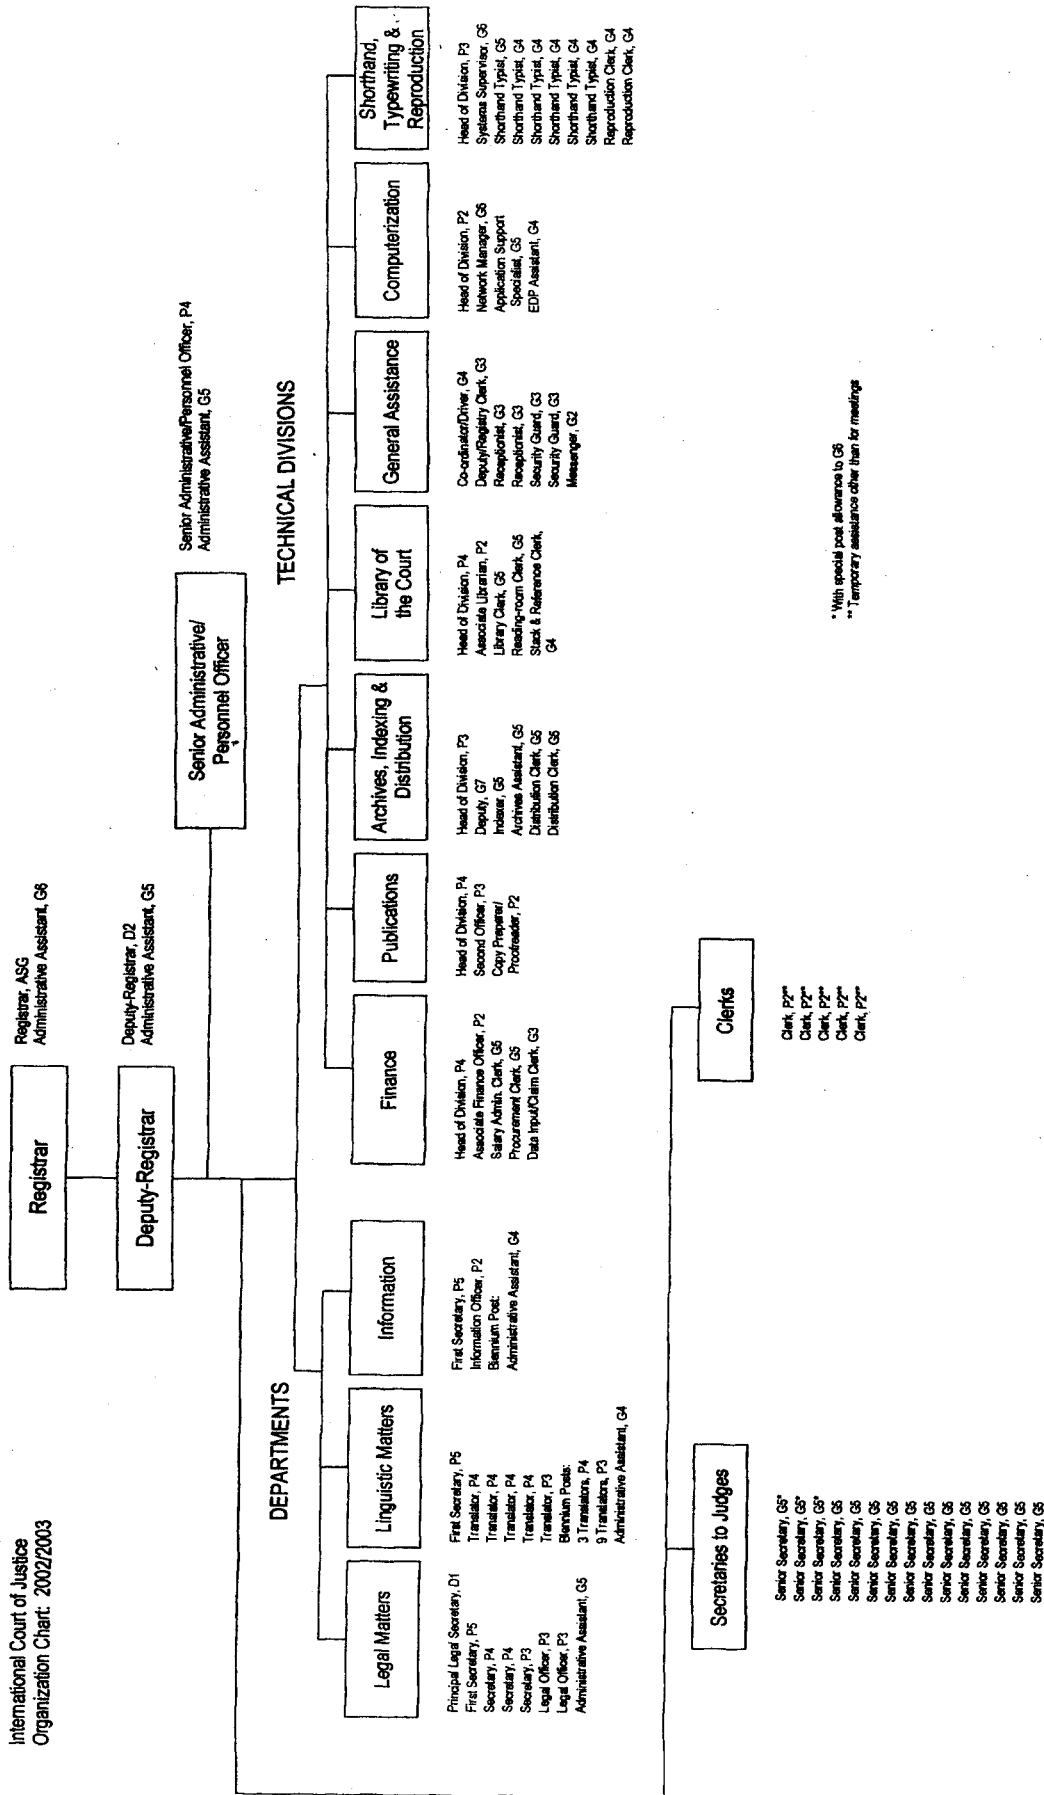 International Court of Justice
Organization Chart: 2002/2003
Registrar
Registrar, ASG
Administrative Assistant, G6
Deputy-Registrar
Deputy-Registrar, D2
Administrative Assistant, G5
Senior Administrative/
Personnel Officer
Senior Administrative/Personnel Officer, P4
Administrative Assistant, G5
DEPARTMENTS
Legal Matters
Principal Legal Secretary, D1
First Secretary, P5
Secretary, P4
Secretary, P4
Secretary, P3
Legal Officer, P3
Legal Officer, P3
Administrative Assistant, G5
Linguistic Matters
First Secretary, P5
Translator, P4
Translator, P4
Translator, P4
Translator, P4
Translator, P3
Biennium Posts:
3 Translators, P4
9 Translators, P3
Administrative Assistant, G4
Information
First Secretary, P5
Information Officer, P2
Biennium Post:
Administrative Assistant, G4
TECHNICAL DIVISIONS
Finance
Head of Division, P4
Associate Finance Officer, P2
Salary Admin. Clerk, G5
Procurement Clerk, G5
Data Input/Claim Clerk, G3
Publications
Head of Division, P4
Second Officer, P3
Copy Preparer/
Proofreader, P2
Archives, Indexing &
Distribution
Head of Division, P3
Deputy, G7
Indexer, G5
Archives Assistant, G5
Distribution Clerk, G5
Distribution Clerk, G5
Library of
the Court
Head of Division, P4
Associate Librarian, P2
Library Clerk, G5
Reading-room Clerk, G5
Stack & Reference Clerk,
G4
General Assistance
Co-ordinator/Driver, G4
Deputy/Registry Clerk, G3
Receptionist, G3
Receptionist, G3
Security Guard, G3
Security Guard, G3
Messenger, G2
Computerization
Head of Division, P2
Network Manager, G6
Application Support
Specialist, G5
EDP Assistant, G4
Shorthand,
Typewriting &
Reproduction
Head of Division, P3
Systems Supervisor, G6
Shorthand Typist, G5
Shorthand Typist, G4
Shorthand Typist, G4
Shorthand Typist, G4
Shorthand Typist, G4
Shorthand Typist, G4
Reproduction Clerk, G4
Reproduction Clerk, G4
Secretaries to Judges
Senior Secretary, G5*
Senior Secretary, G5*
Senior Secretary, G5*
Senior Secretary, G5
Senior Secretary, G5
Senior Secretary, G5
Senior Secretary, G5
Senior Secretary, G5
Senior Secretary, G5
Senior Secretary, G5
Senior Secretary, G5
Senior Secretary, G5
Senior Secretary, G5
Senior Secretary, G5
Senior Secretary, G5
Clerks
Clerk, P2**
Clerk, P2**
Clerk, P2**
Clerk, P2**
Clerk, P2**
* With special post allowance to G6
** Temporary assistance other than for meetings